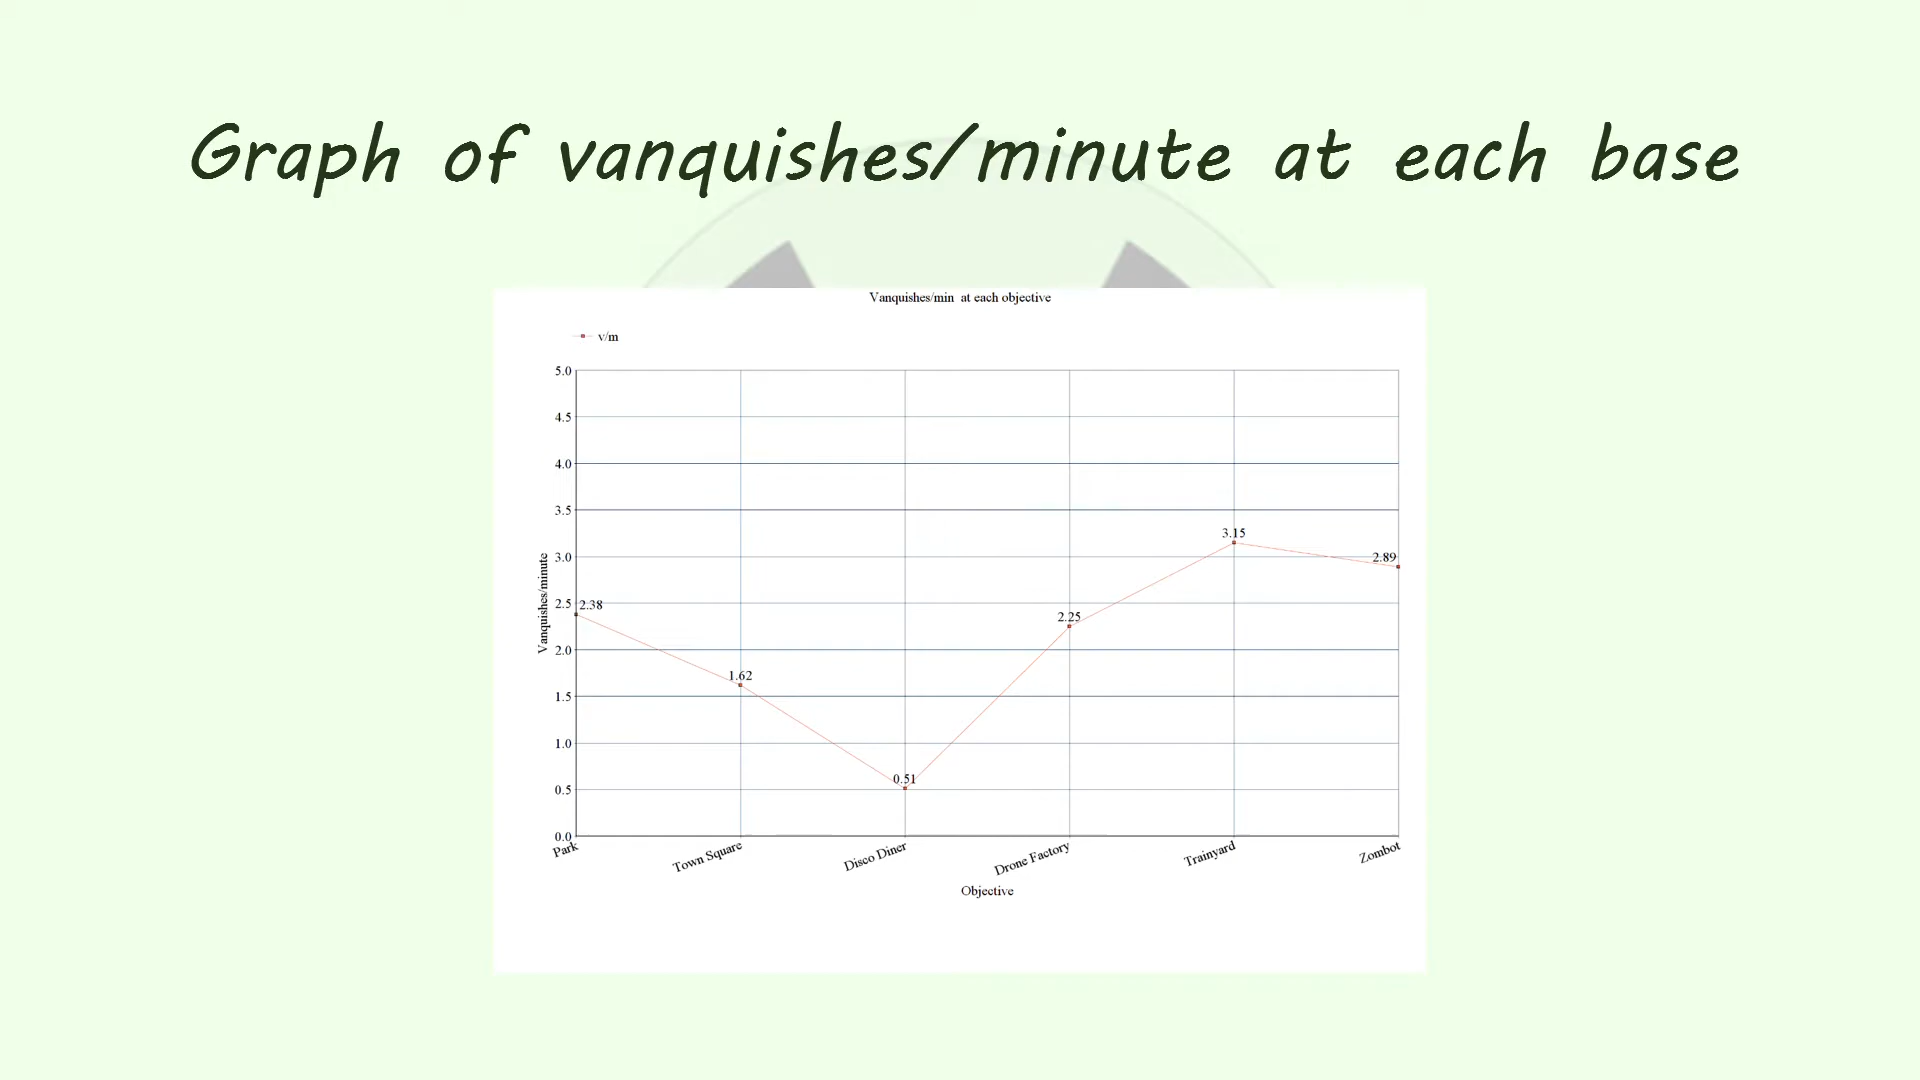 Graph of vanquishes/minute at each base
Vanquishes/min at each objective
v/m
5.0
4.5
4.0
3.5
3.0
2.5
2.0
1.5
1.0
0.5
0.0
Vanquishes/minute
2.38
1.62
0.51
2.25
3.15
2.89
Park
Town Square
Disco Diner
Drone Factory
Trainyard
Zombot
Objective